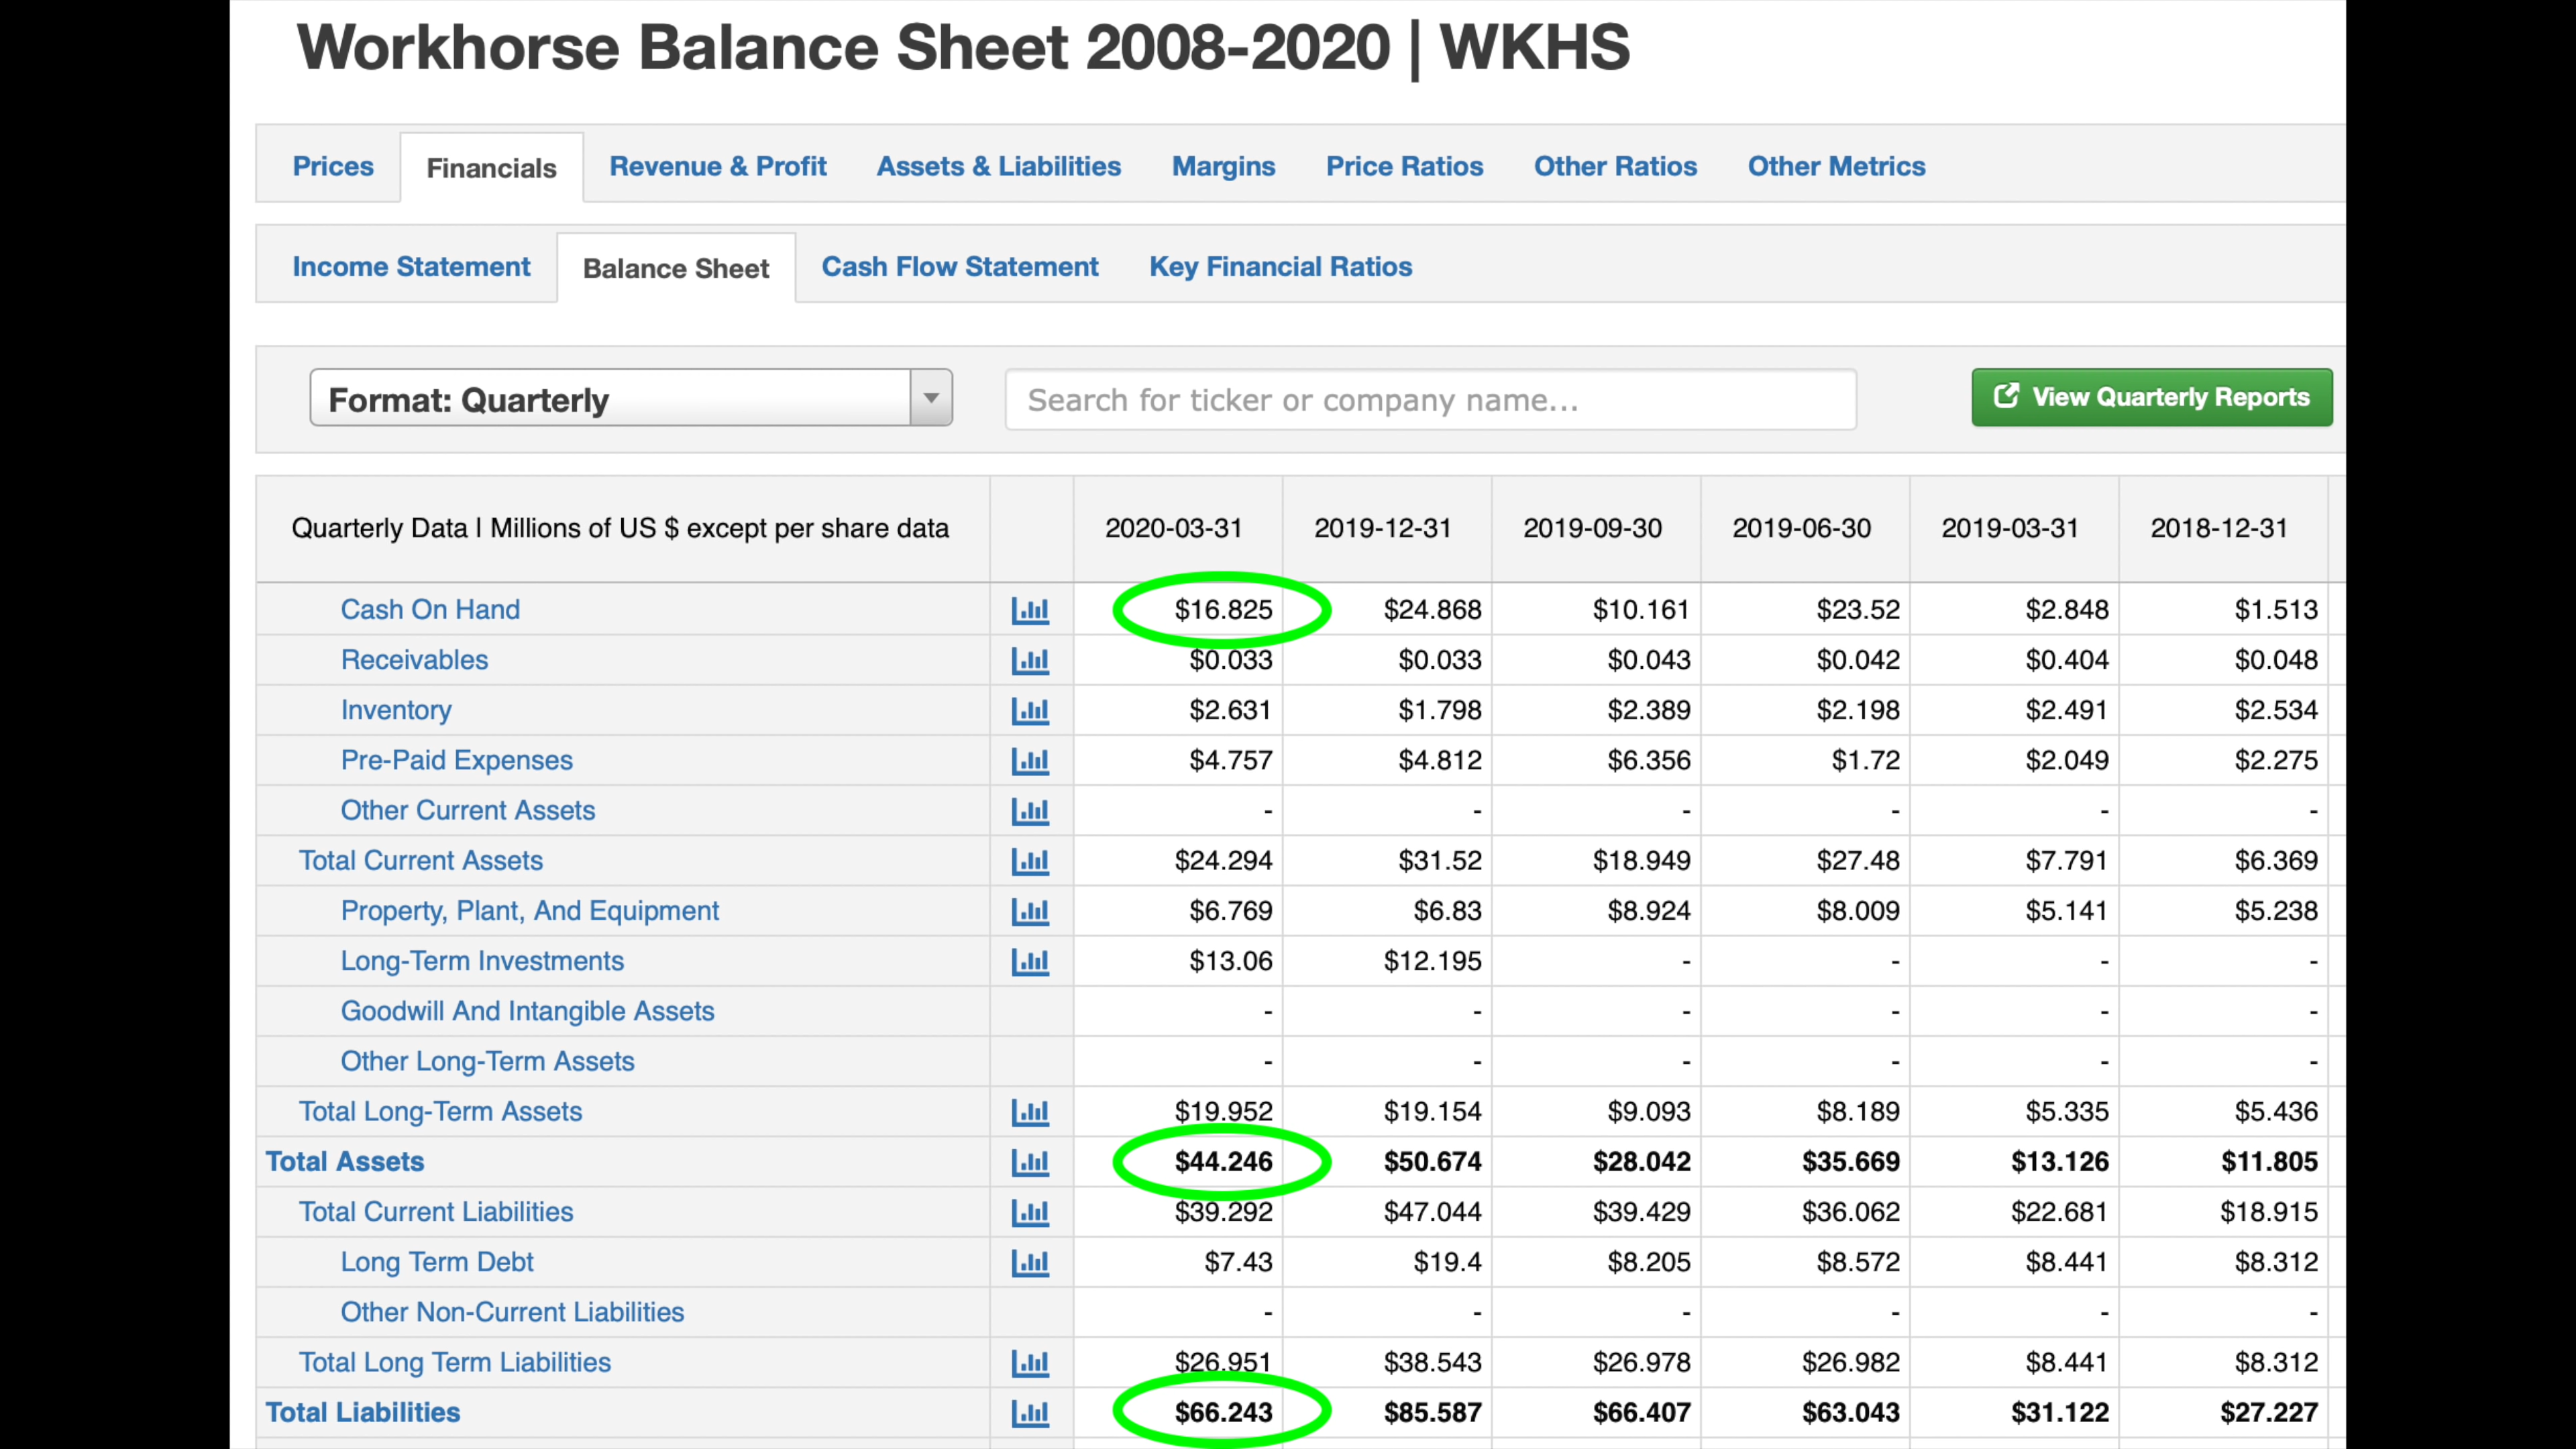 Workhorse Balance Sheet 2008-2020 | WKHS
Prices Financials Revenue & Profit Assets & Liabilities Margins Price Ratios Other Ratios Other Metrics
Income Statement Balance Sheet Cash Flow Statement Key Financial Ratios
Format: Quarterly Search for ticker or company name... View Quarterly Reports
Quarterly Data | Millions of US $ except per share data 2020-03-31 2019-12-31 2019-09-30 2019-06-30 2019-03-31 2018-12-31
Cash On Hand $16.825 $24.868 $10.161 $23.52 $2.848 $1.513
Receivables $0.033 $0.033 $0.043 $0.042 $0.404 $0.048
Inventory $2.631 $1.798 $2.389 $2.198 $2.491 $2.534
Pre-Paid Expenses $4.757 $4.812 $6.356 $1.72 $2.049 $2.275
Other Current Assets - - - - - -
Total Current Assets $24.294 $31.52 $18.949 $27.48 $7.791 $6.369
Property, Plant, And Equipment $6.769 $6.83 $8.924 $8.009 $5.141 $5.238
Long-Term Investments $13.06 $12.195 - - - -
Goodwill And Intangible Assets - - - - - -
Other Long-Term Assets - - - - - -
Total Long-Term Assets $19.952 $19.154 $9.093 $8.189 $5.335 $5.436
Total Assets $44.246 $50.674 $28.042 $35.669 $13.126 $11.805
Total Current Liabilities $39.292 $47.044 $39.429 $36.062 $22.681 $18.915
Long Term Debt $7.43 $19.4 $8.205 $8.572 $8.441 $8.312
Other Non-Current Liabilities - - - - - -
Total Long Term Liabilities $26.951 $38.543 $26.978 $26.982 $8.441 $8.312
Total Liabilities $66.243 $85.587 $66.407 $63.043 $31.122 $27.227